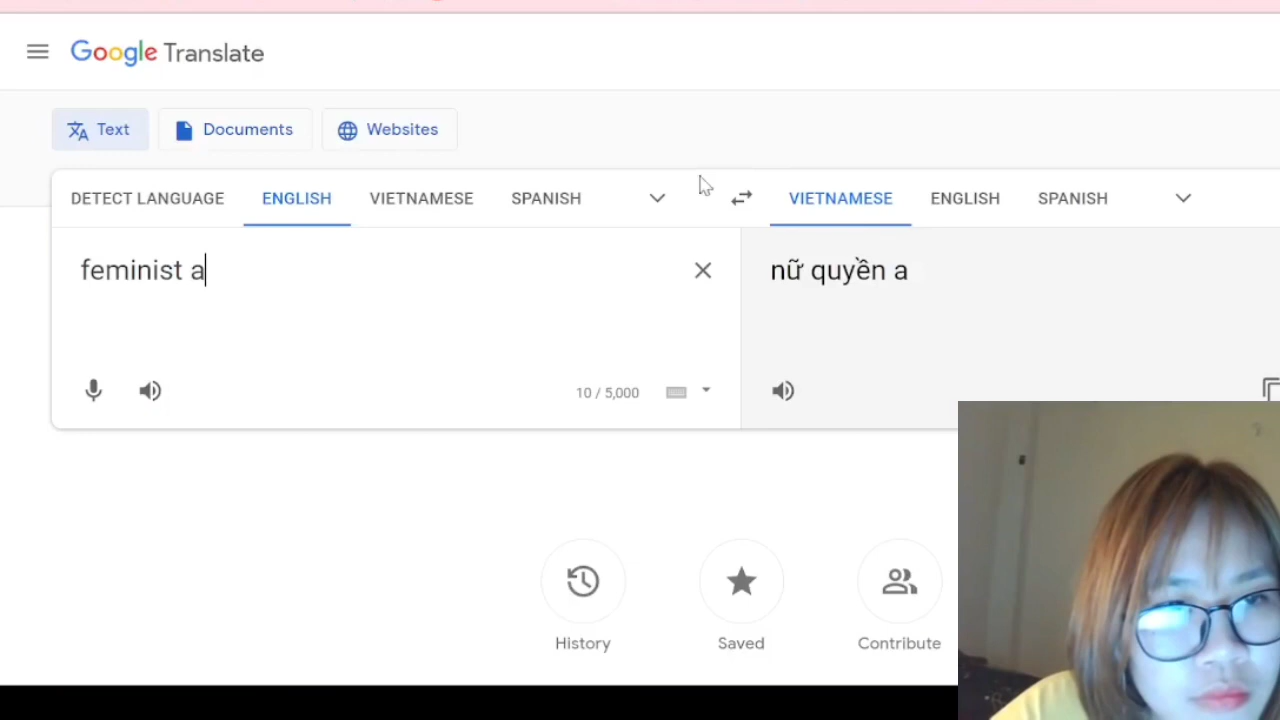 Google Translate
Text Documents Websites
DETECT LANGUAGE ENGLISH VIETNAMESE SPANISH VIETNAMESE ENGLISH SPANISH
feminist a nữ quyền a
10 / 5,000
History Saved Contribute